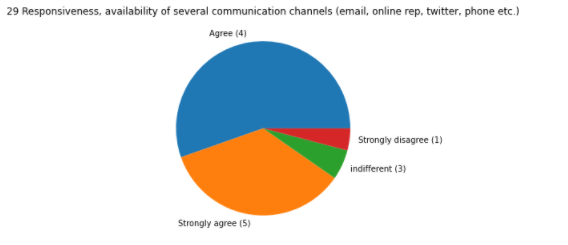 29 Responsiveness, availability of several communication channels (email, online rep, twitter, phone etc.)
Agree (4)
Strongly disagree (1)
indifferent (3)
Strongly agree (5)